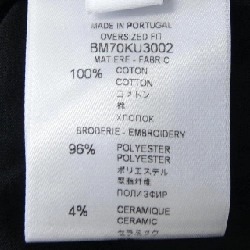 MADE IN PORTUGAL
OVERSIZED FIT
BM70KU3002
MATIERE - FABRIC
100% COTON
COTTON
コットン
棉
ХЛОПОК
BRODERIE - EMBROIDERY
96% POLYESTER
POLYESTER
ポリエステル
聚酯纤维
ПОЛИЭФИР
4% CERAMIQUE
CERAMIC